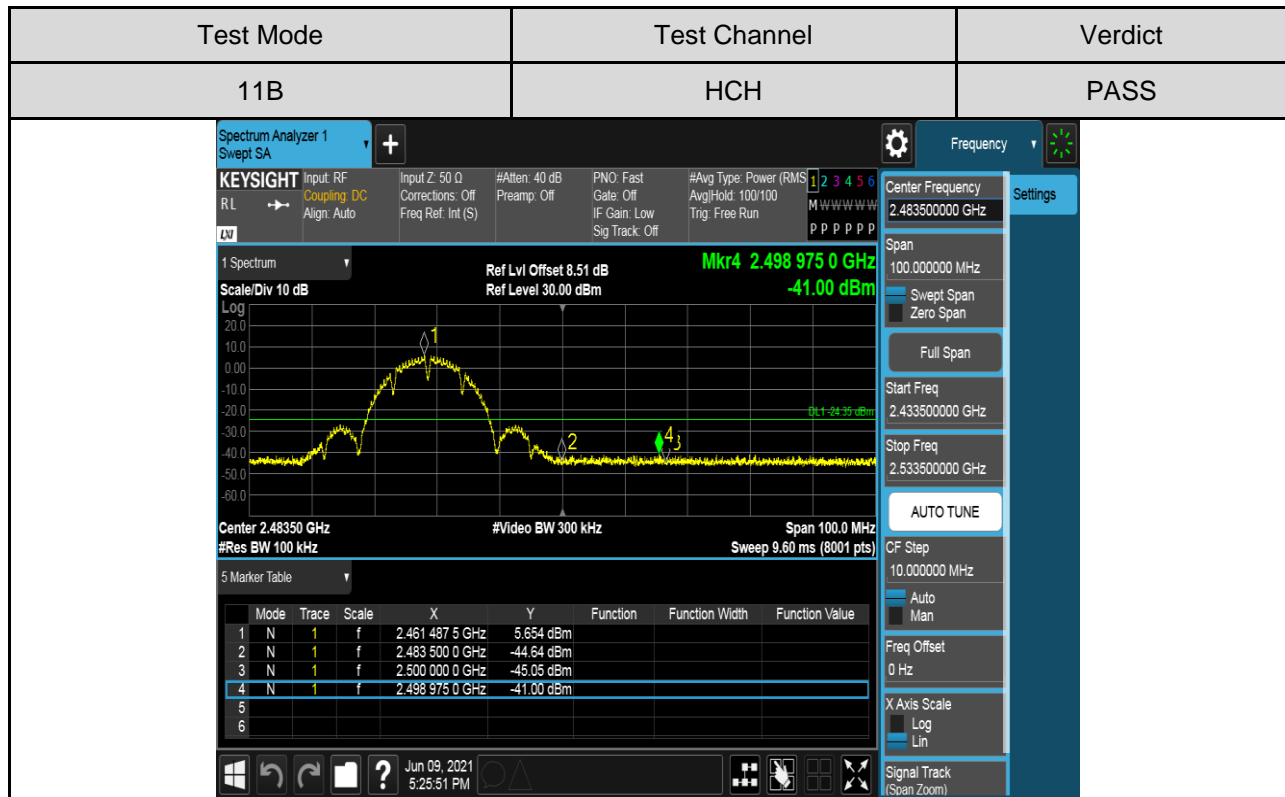 Test Mode Test Channel Verdict
11B HCH PASS
Spectrum Analyzer 1
Swept SA
+
Frequency
KEYSIGHT Input: RF Input Z: 50 Ω #Atten: 40 dB PNO: Fast #Avg Type: Power (RMS 1 2 3 4 5 6
RL Coupling: DC Corrections: Off Preamp: Off Gate: Off Avg|Hold: 100/100 M W W W W W
Align: Auto Freq Ref: Int (S) IF Gain: Low Trig: Free Run
LXI Sig Track: Off P P P P P P
Center Frequency
2.483500000 GHz
Settings
1 Spectrum Ref Lvl Offset 8.51 dB Mkr4 2.498 975 0 GHz
Scale/Div 10 dB Ref Level 30.00 dBm -41.00 dBm
Log
20.0
10.0
0.00
-10.0
-20.0
-30.0
-40.0
-50.0
-60.0
1
DL1 -24.35 dBm
2
4
3
Center 2.48350 GHz #Video BW 300 kHz Span 100.0 MHz
#Res BW 100 kHz Sweep 9.60 ms (8001 pts)
Span
100.000000 MHz
Swept Span
Zero Span
Full Span
Start Freq
2.433500000 GHz
Stop Freq
2.533500000 GHz
AUTO TUNE
CF Step
10.000000 MHz
Auto
Man
Freq Offset
0 Hz
X Axis Scale
Log
Lin
Signal Track
(Span Zoom)
5 Marker Table
Mode Trace Scale X Y Function Function Width Function Value
1 N 1 f 2.461 487 5 GHz 5.654 dBm
2 N 1 f 2.483 500 0 GHz -44.64 dBm
3 N 1 f 2.500 000 0 GHz -45.05 dBm
4 N 1 f 2.498 975 0 GHz -41.00 dBm
5
6
? Jun 09, 2021
5:25:51 PM